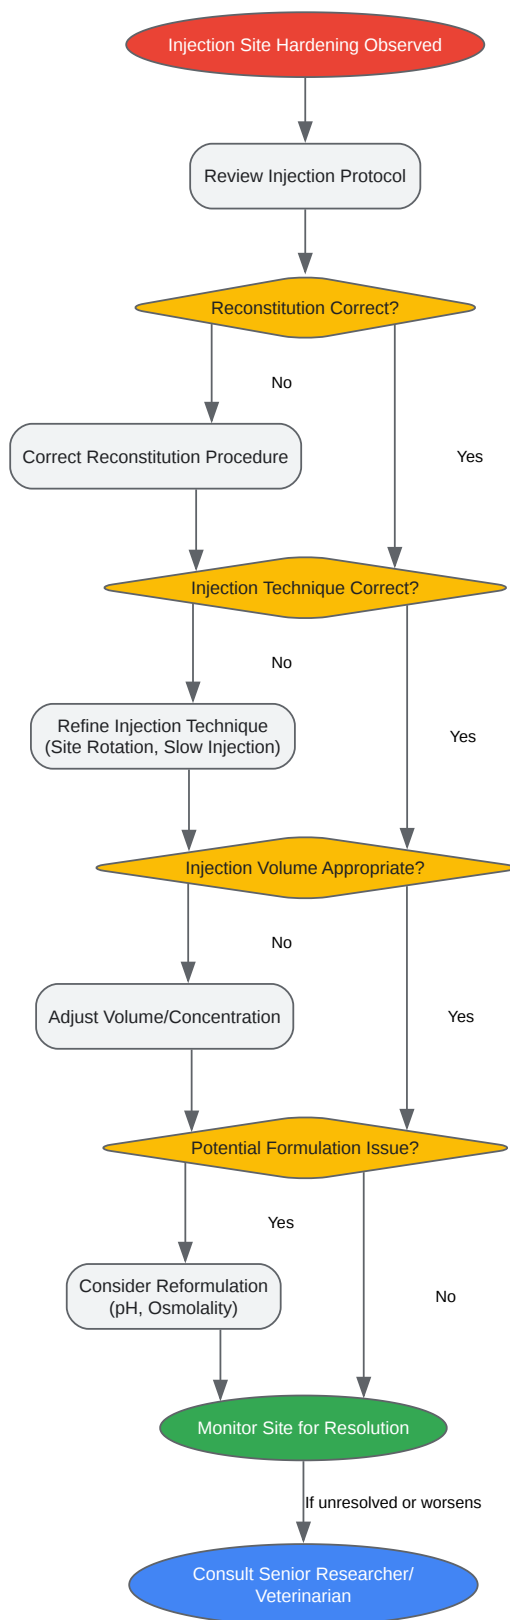 Injection Site Hardening Observed
Review Injection Protocol
Reconstitution Correct?
No
Correct Reconstitution Procedure
Yes
Injection Technique Correct?
No
Refine Injection Technique
(Site Rotation, Slow Injection)
Yes
Injection Volume Appropriate?
No
Adjust Volume/Concentration
Yes
Potential Formulation Issue?
Yes
Consider Reformulation
(pH, Osmolality)
No
Monitor Site for Resolution
If unresolved or worsens
Consult Senior Researcher/
Veterinarian